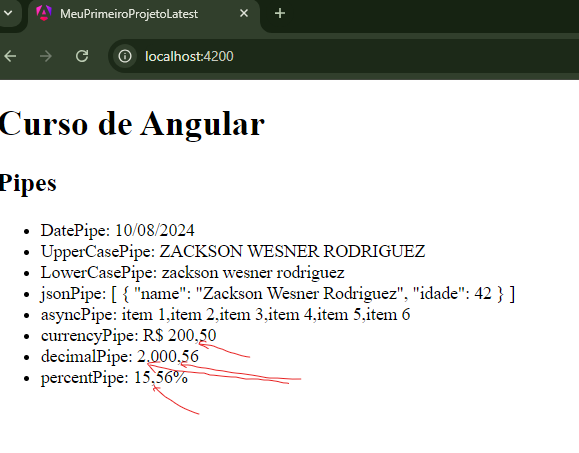 MeuPrimeiroProjetoLatest
localhost:4200
Curso de Angular
Pipes
DatePipe: 10/08/2024
UpperCasePipe: ZACKSON WESNER RODRIGUEZ
LowerCasePipe: zackson wesner rodriguez
jsonPipe: [ { "name": "Zackson Wesner Rodriguez", "idade": 42 } ]
asyncPipe: item 1,item 2,item 3,item 4,item 5,item 6
currencyPipe: R$ 200,50
decimalPipe: 2,000,56
percentPipe: 15,56%